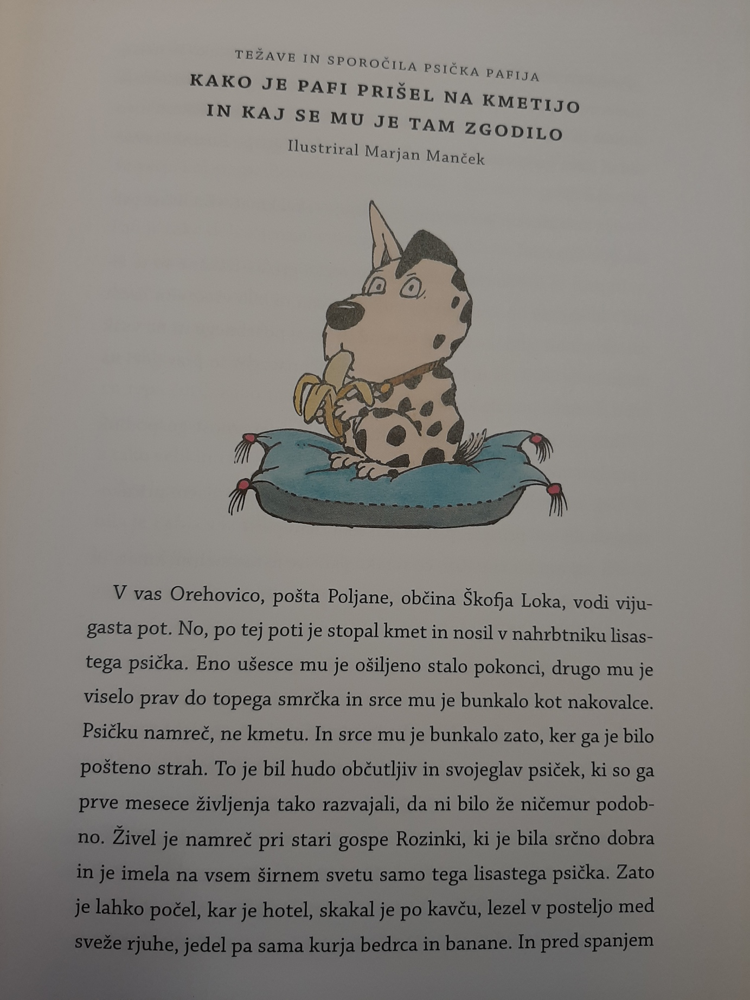 TEŽAVE IN SPOROČILA PSIČKA PAFIJA
KAKO JE PAFI PRIŠEL NA KMETIJO
IN KAJ SE MU JE TAM ZGODILO
Ilustriral Marjan Manček
V vas Orehovico, pošta Poljane, občina Škofja Loka, vodi viju-
gasta pot. No, po tej poti je stopal kmet in nosil v nahrbtniku lisas-
tega psička. Eno ušesce mu je ošiljeno stalo pokonci, drugo mu je
viselo prav do topega smrčka in srce mu je bunkalo kot nakovalce.
Psičku namreč, ne kmetu. In srce mu je bunkalo zato, ker ga je bilo
pošteno strah. To je bil hudo občutljiv in svojeglav psiček, ki so ga
prve mesece življenja tako razvajali, da ni bilo že ničemur podob-
no. Živel je namreč pri stari gospe Rozinki, ki je bila srčno dobra
in je imela na vsem širnem svetu samo tega lisastega psička. Zato
je lahko počel, kar je hotel, skakal je po kavču, lezel v posteljo med
sveže rjuhe, jedel pa sama kurja bedrca in banane. In pred spanjem